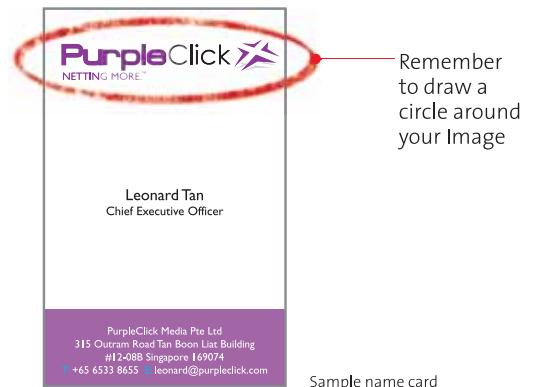 PurpleClick
NETTING MORE.™
Remember
to draw a
circle around
your Image
Leonard Tan
Chief Executive Officer
PurpleClick Media Pte Ltd
315 Outram Road Tan Boon Liat Building
#12-08B Singapore 169074
T +65 6533 8655 E leonard@purpleclick.com
Sample name card